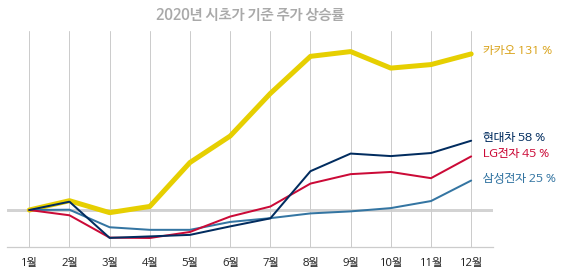 2020년 시초가 기준 주가 상승률
카카오 131 %
현대차 58 %
LG전자 45 %
삼성전자 25 %
1월 2월 3월 4월 5월 6월 7월 8월 9월 10월 11월 12월